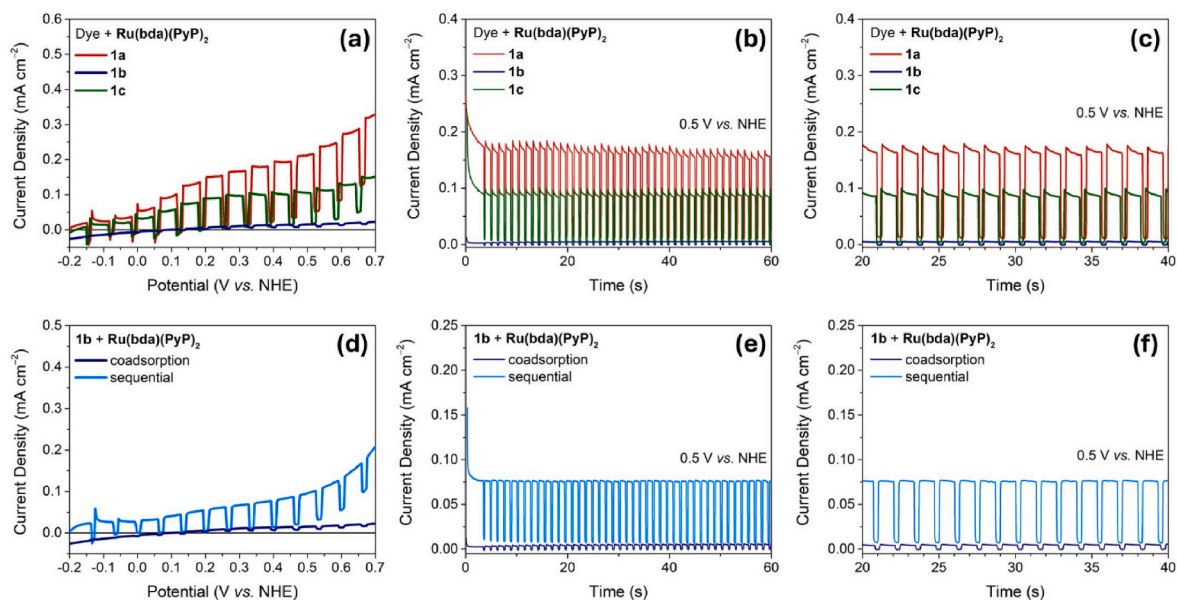 Dye + Ru(bda)(PyP)2
(a)
1a
1b
1c
Current Density (mA cm−2)
0.6
0.5
0.4
0.3
0.2
0.1
0.0
-0.2 -0.1 0.0 0.1 0.2 0.3 0.4 0.5 0.6 0.7
Potential (V vs. NHE)
Dye + Ru(bda)(PyP)2
(b)
1a
1b
1c
0.5 V vs. NHE
Current Density (mA cm−2)
0.4
0.3
0.2
0.1
0.0
0 20 40 60
Time (s)
Dye + Ru(bda)(PyP)2
(c)
1a
1b
1c
0.5 V vs. NHE
Current Density (mA cm−2)
0.4
0.3
0.2
0.1
0.0
20 25 30 35 40
Time (s)
1b + Ru(bda)(PyP)2
(d)
coadsorption
sequential
Current Density (mA cm−2)
0.5
0.4
0.3
0.2
0.1
0.0
-0.2 -0.1 0.0 0.1 0.2 0.3 0.4 0.5 0.6 0.7
Potential (V vs. NHE)
1b + Ru(bda)(PyP)2
(e)
coadsorption
sequential
0.5 V vs. NHE
Current Density (mA cm−2)
0.25
0.20
0.15
0.10
0.05
0.00
0 20 40 60
Time (s)
1b + Ru(bda)(PyP)2
(f)
coadsorption
sequential
0.5 V vs. NHE
Current Density (mA cm−2)
0.25
0.20
0.15
0.10
0.05
0.00
20 25 30 35 40
Time (s)